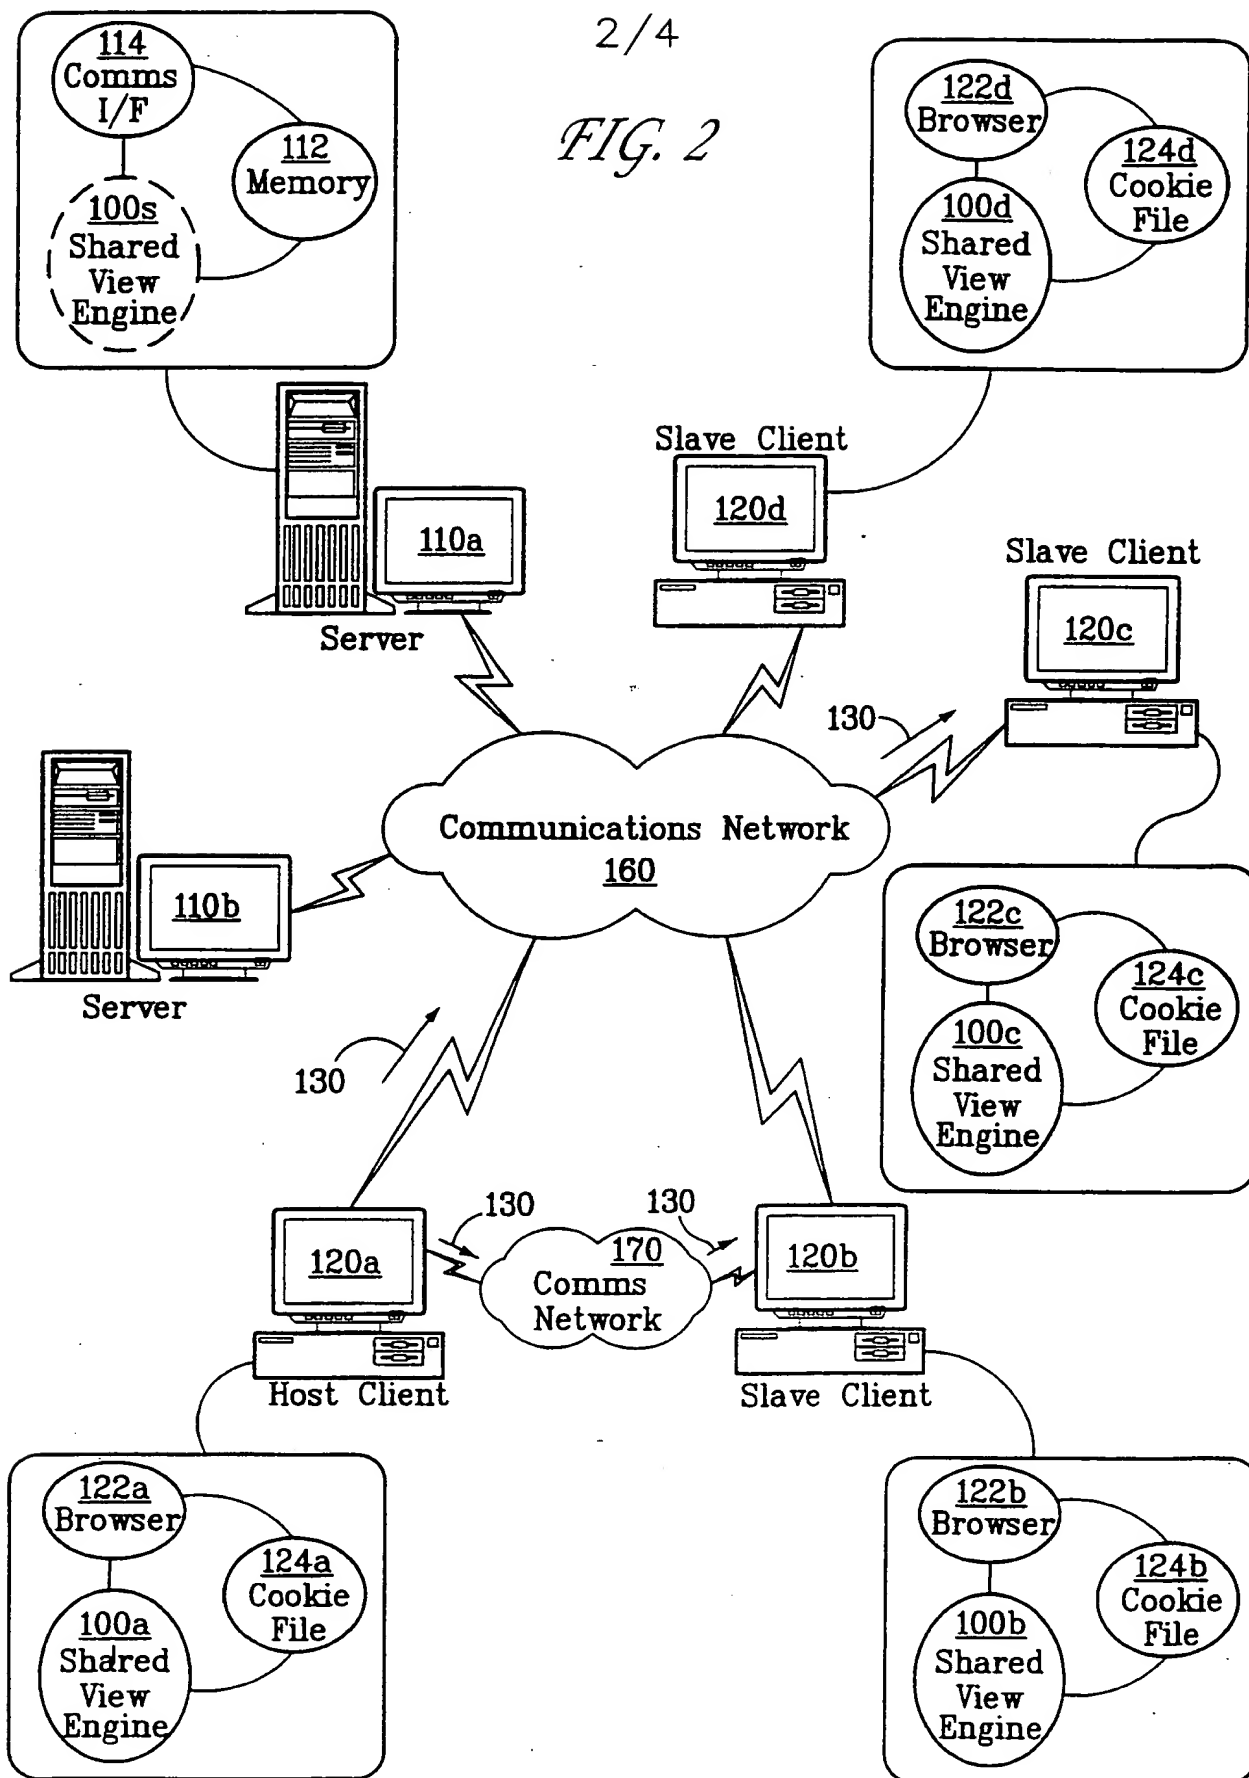 2/4
FIG. 2
114
Comms
I/F
112
Memory
100s
Shared
View
Engine
122d
Browser
124d
Cookie
File
100d
Shared
View
Engine
110a
Server
Slave Client
120d
Slave Client
120c
130
Communications Network
160
110b
Server
122c
Browser
124c
Cookie
File
100c
Shared
View
Engine
130
130
130
120a
Host Client
170
Comms
Network
120b
Slave Client
122a
Browser
124a
Cookie
File
100a
Shared
View
Engine
122b
Browser
124b
Cookie
File
100b
Shared
View
Engine